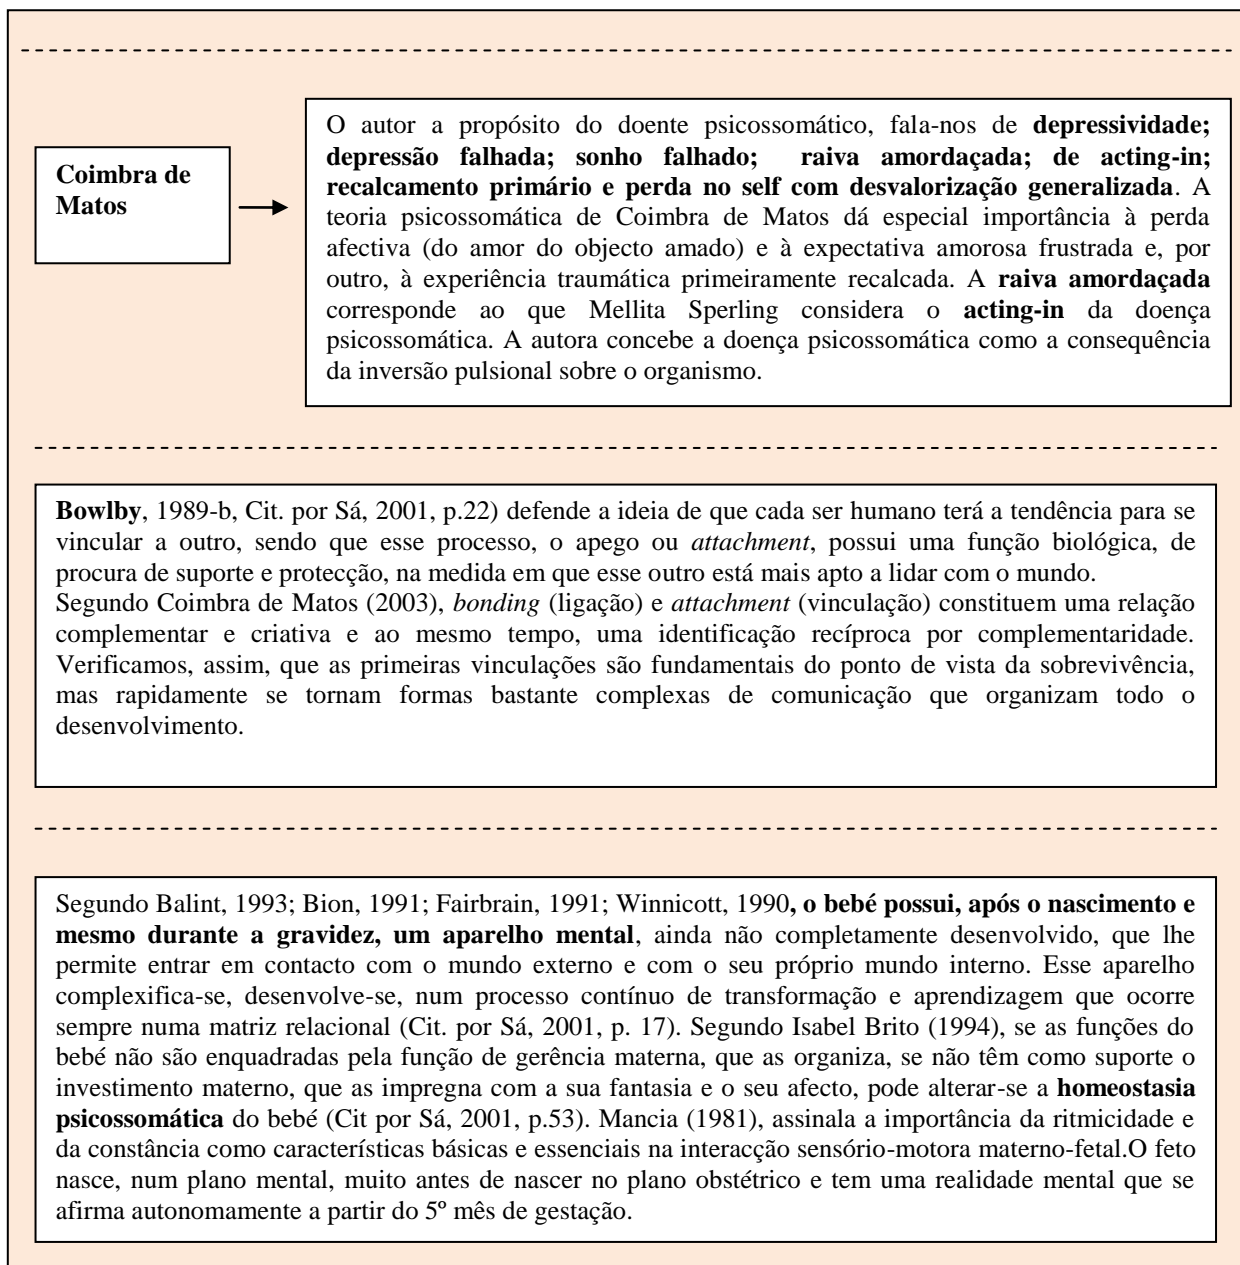 Coimbra de
Matos
O autor a propósito do doente psicossomático, fala-nos de depressividade;
depressão falhada; sonho falhado; raiva amordaçada; de acting-in;
recalcamento primário e perda no self com desvalorização generalizada. A
teoria psicossomática de Coimbra de Matos dá especial importância à perda
afectiva (do amor do objecto amado) e à expectativa amorosa frustrada e, por
outro, à experiência traumática primeiramente recalcada. A raiva amordaçada
corresponde ao que Mellita Sperling considera o acting-in da doença
psicossomática. A autora concebe a doença psicossomática como a consequência
da inversão pulsional sobre o organismo.
Bowlby, 1989-b, Cit. por Sá, 2001, p.22) defende a ideia de que cada ser humano terá a tendência para se
vincular a outro, sendo que esse processo, o apego ou attachment, possui uma função biológica, de
procura de suporte e protecção, na medida em que esse outro está mais apto a lidar com o mundo.
Segundo Coimbra de Matos (2003), bonding (ligação) e attachment (vinculação) constituem uma relação
complementar e criativa e ao mesmo tempo, uma identificação recíproca por complementaridade.
Verificamos, assim, que as primeiras vinculações são fundamentais do ponto de vista da sobrevivência,
mas rapidamente se tornam formas bastante complexas de comunicação que organizam todo o
desenvolvimento.
Segundo Balint, 1993; Bion, 1991; Fairbrain, 1991; Winnicott, 1990, o bebé possui, após o nascimento e
mesmo durante a gravidez, um aparelho mental, ainda não completamente desenvolvido, que lhe
permite entrar em contacto com o mundo externo e com o seu próprio mundo interno. Esse aparelho
complexifica-se, desenvolve-se, num processo contínuo de transformação e aprendizagem que ocorre
sempre numa matriz relacional (Cit. por Sá, 2001, p. 17). Segundo Isabel Brito (1994), se as funções do
bebé não são enquadradas pela função de gerência materna, que as organiza, se não têm como suporte o
investimento materno, que as impregna com a sua fantasia e o seu afecto, pode alterar-se a homeostasia
psicossomática do bebé (Cit por Sá, 2001, p.53). Mancia (1981), assinala a importância da ritmicidade e
da constância como características básicas e essenciais na interacção sensório-motora materno-fetal.O feto
nasce, num plano mental, muito antes de nascer no plano obstétrico e tem uma realidade mental que se
afirma autonomamente a partir do 5º mês de gestação.